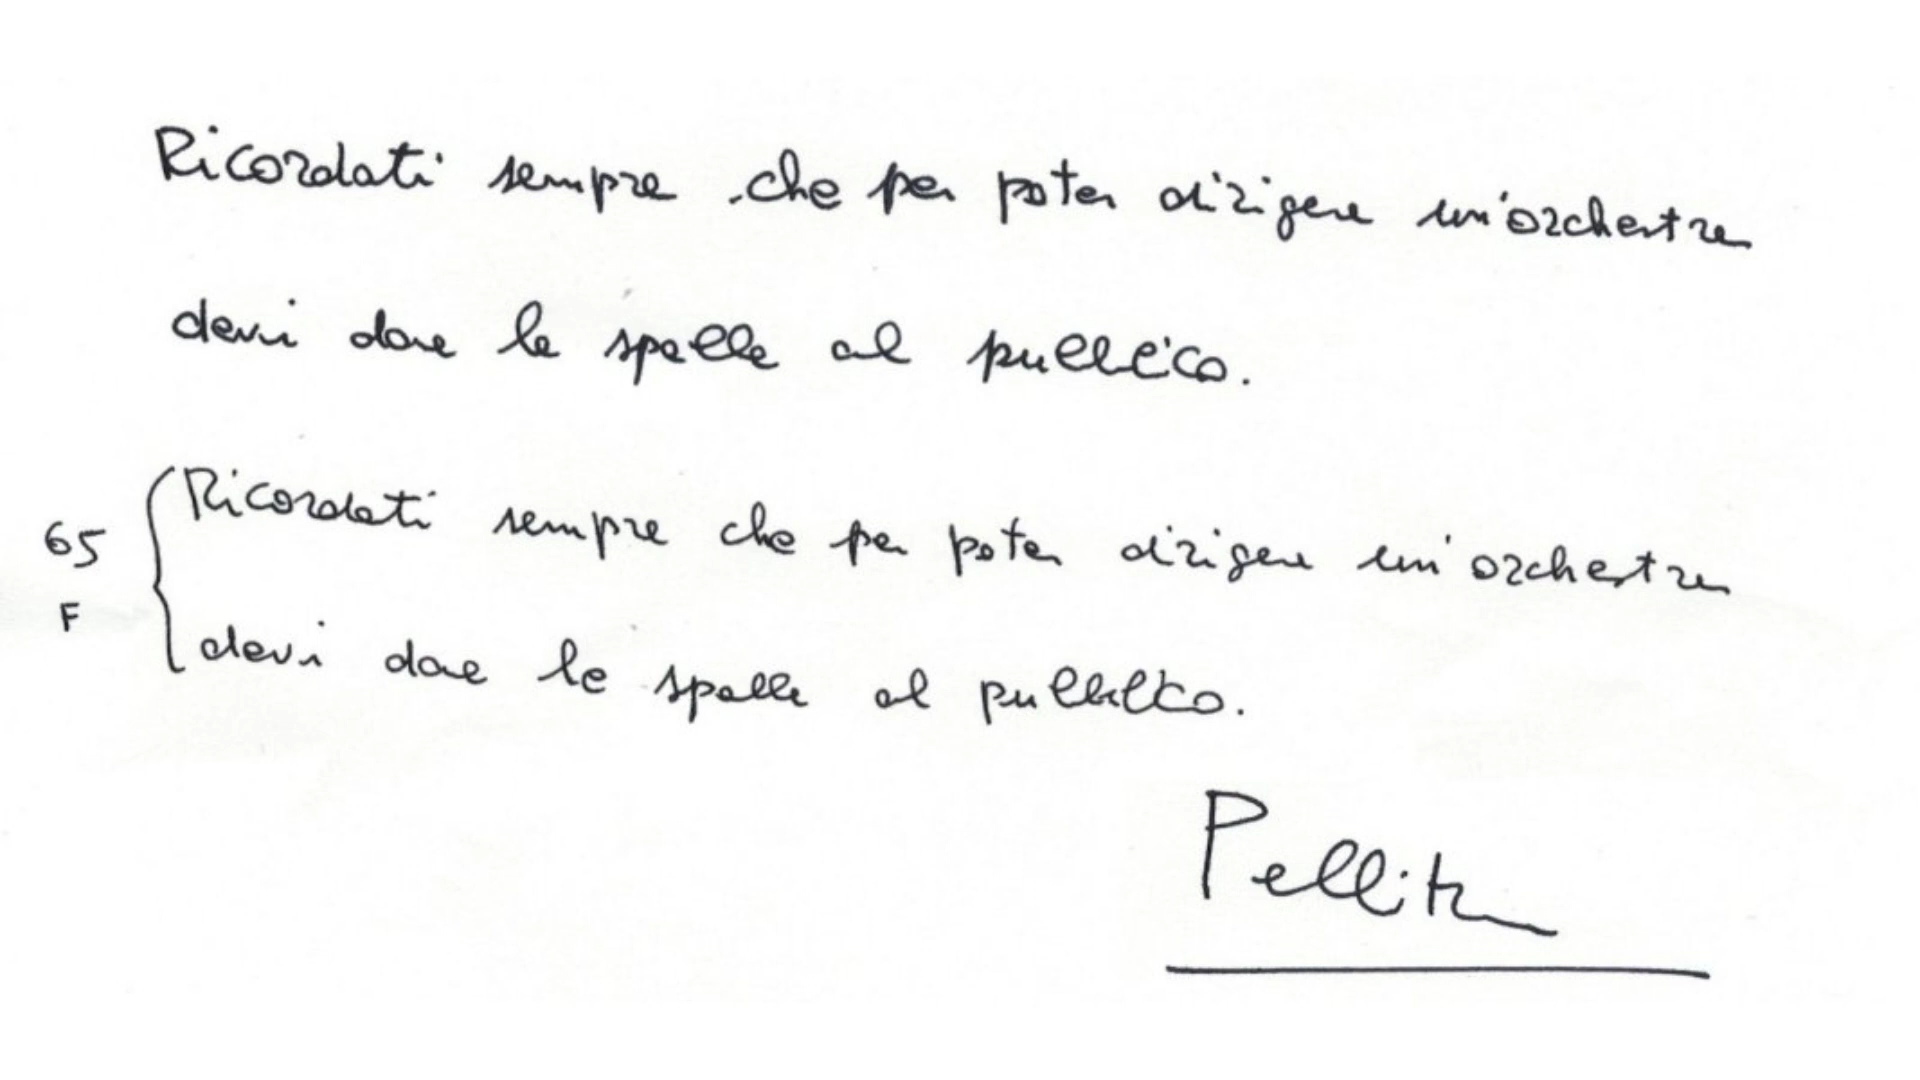 Ricordati sempre che per poter dirigere un'orchestra
devi dare le spalle al pubblico.
Ricordati sempre che per poter dirigere un'orchestra
65
F
devi dare le spalle al pubblico.